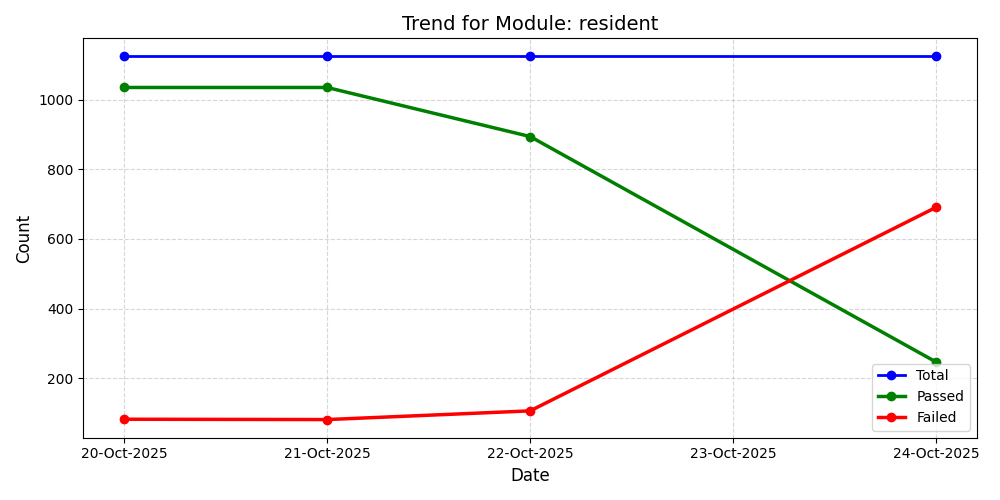 Trend for Module: resident
Count
1000
800
600
400
200
Total
Passed
Failed
20-Oct-2025 21-Oct-2025 22-Oct-2025 23-Oct-2025 24-Oct-2025
Date